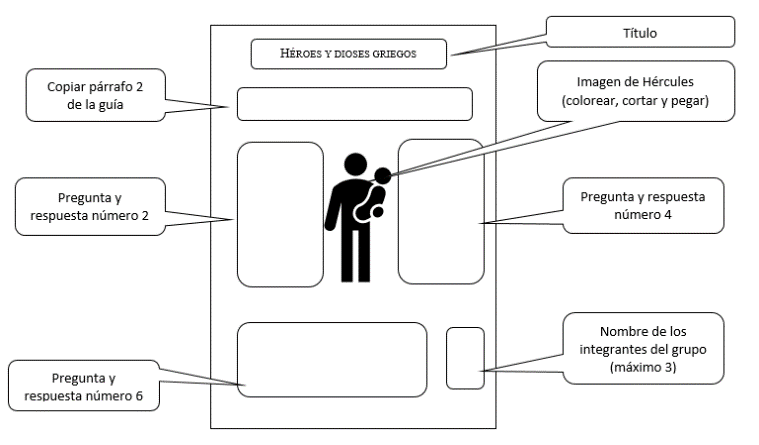 Título
HÉROES Y DIOSES GRIEGOS
Copiar párrafo 2
de la guía
Imagen de Hércules
(colorear, cortar y pegar)
Pregunta y
respuesta número 2
Pregunta y respuesta
número 4
Nombre de los
integrantes del grupo
(máximo 3)
Pregunta y
respuesta número 6